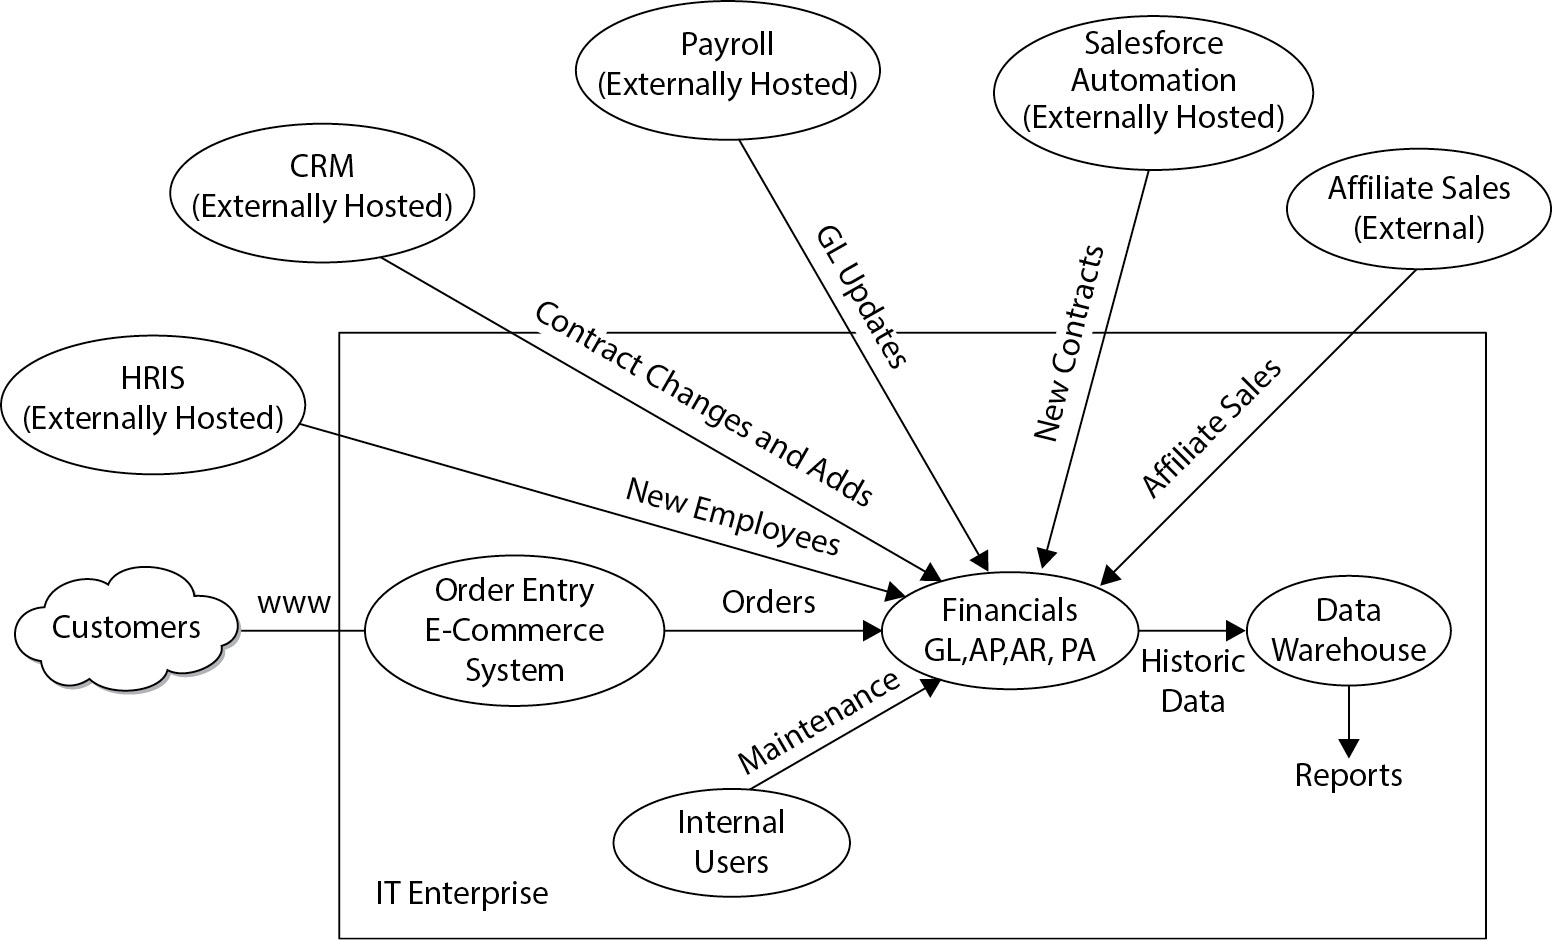 Payroll
(Externally Hosted)
Salesforce
Automation
(Externally Hosted)
CRM
(Externally Hosted)
Affiliate Sales
(External)
HRIS
(Externally Hosted)
GL Updates
New Contracts
Contract Changes and Adds
Affiliate Sales
New Employees
Customers
www
Order Entry
E-Commerce
System
Orders
Financials
GL,AP,AR, PA
Historic
Data
Data
Warehouse
Reports
Maintenance
Internal
Users
IT Enterprise